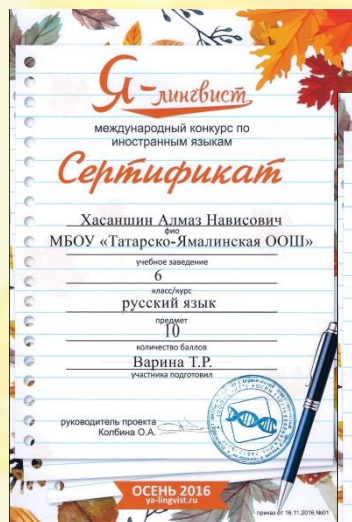 Я-лингвист
международный конкурс по
иностранным языкам
Сертификат
Хасаншин Алмаз Нависович
фио
МБОУ «Татарско-Ямалинская ООШ»
учебное заведение
6
класс/курс
русский язык
предмет
10
количество баллов
Варина Т.Р.
участника подготовил
руководитель проекта
Колбина О.А.
ОСЕНЬ 2016
ya-lingvist.ru
приказ от 16.11.2016 №01